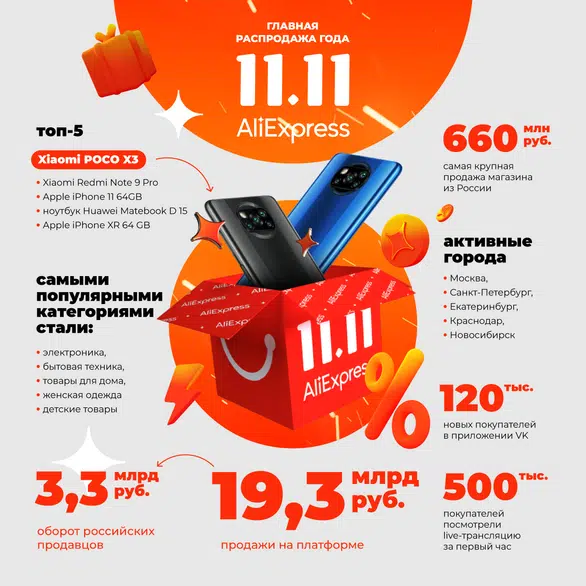 ГЛАВНАЯ
РАСПРОДАЖА ГОДА
11.11
AliExpress
ТОП-5
Xiaomi POCO X3
• Xiaomi Redmi Note 9 Pro
• Apple iPhone 11 64GB
• ноутбук Huawei Matebook D 15
• Apple iPhone XR 64 GB
самыми
популярными
категориями
стали:
• электроника,
• бытовая техника,
• товары для дома,
• женская одежда
• детские товары
660 млн
руб.
самая крупная
продажа магазина
из России
активные
города
• Москва,
• Санкт-Петербург,
• Екатеринбург,
• Краснодар,
• Новосибирск
11.11
AliExpress
%
120 тыс.
новых покупателей
в приложении VK
500 тыс.
покупателей
посмотрели
live-трансляцию
за первый час
3,3 млрд
руб.
оборот российских
продавцов
19,3 млрд
руб.
продажи на платформе